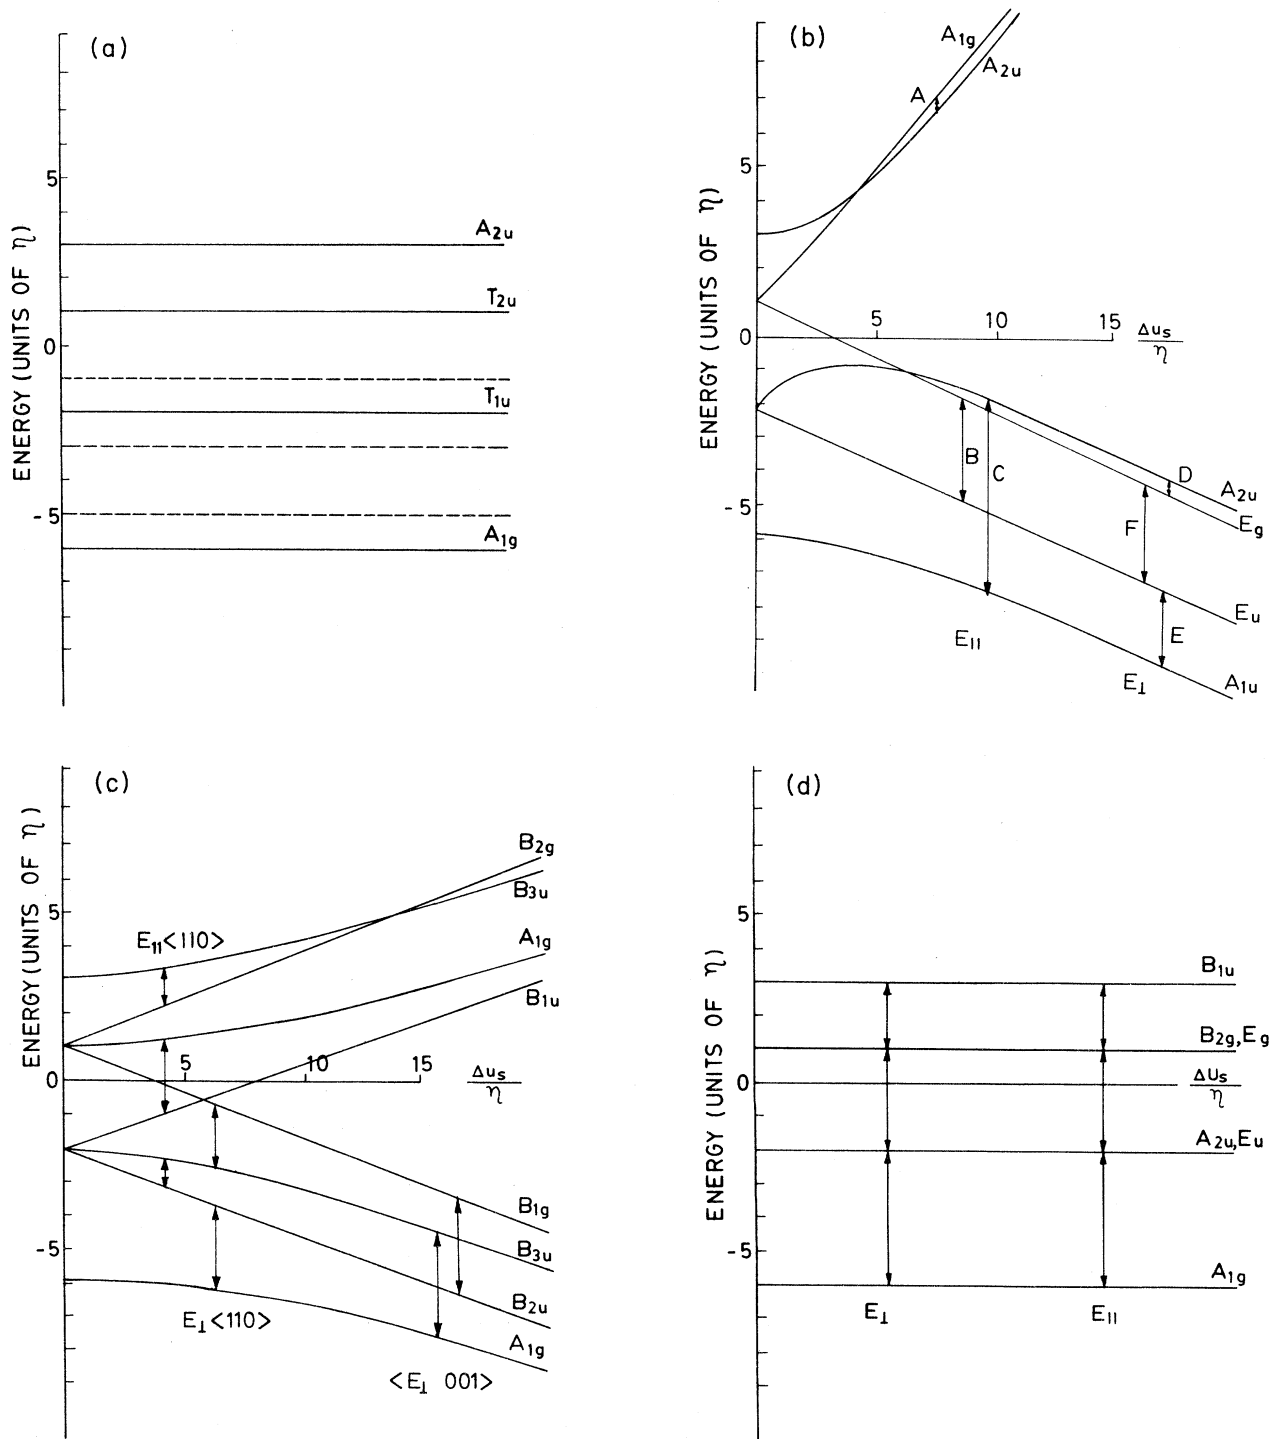 (a)
ENERGY (UNITS OF η)
5
0
-5
A2u
T2u
T1u
A1g
(b)
ENERGY (UNITS OF η)
5
0
-5
A1g
A2u
A
5 10 15 Δus/η
B C
D
F
E
A2u
Eg
Eu
A1u
E||
E⊥
(c)
ENERGY (UNITS OF η)
5
0
-5
B2g
B3u
E||<110>
A1g
B1u
5 10 15 Δus/η
B1g
B3u
B2u
A1g
E⊥<110>
<E⊥ 001>
(d)
ENERGY (UNITS OF η)
5
0
-5
B1u
B2g,Eg
ΔUs/η
A2u,Eu
A1g
E⊥ E||